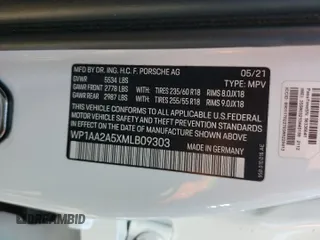 MFD BY DR. ING. H.C. F. PORSCHE AG 05/21
GVWR 5534 LBS TYPE: MPV
GAWR FRONT 2778 LBS WITH TIRES 235/60 R18 RIMS 8.0JX18
GAWR REAR 2987 LBS WITH TIRES 255/55 R18 RIMS 9.0JX18
THIS VEHICLE CONFORMS TO ALL APPLICABLE
FEDERAL MOTOR VEHICLE SAFETY STANDARDS
IN EFFECT ON THE DATE OF MANUFACTURE
SHOWN ABOVE.
WP1AA2A5XMLB09303
MADE IN GERMANY
DREAMBID